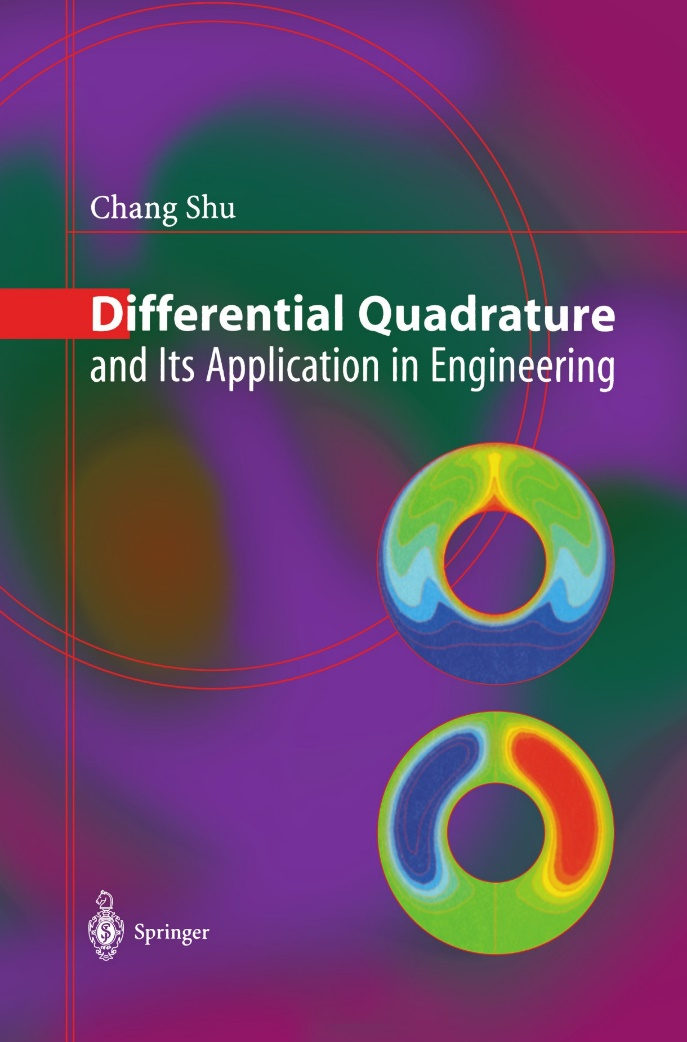 Chang Shu
Differential Quadrature
and Its Application in Engineering
Springer